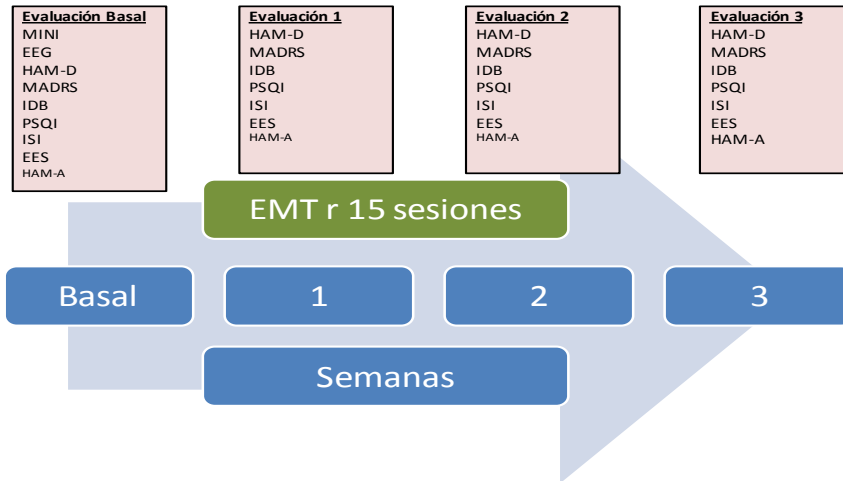 Evaluación Basal
MINI
EEG
HAM-D
MADRS
IDB
PSQI
ISI
EES
HAM-A
Evaluación 1
HAM-D
MADRS
IDB
PSQI
ISI
EES
HAM-A
Evaluación 2
HAM-D
MADRS
IDB
PSQI
ISI
EES
HAM-A
Evaluación 3
HAM-D
MADRS
IDB
PSQI
ISI
EES
HAM-A
EMT r 15 sesiones
Basal
1
2
3
Semanas